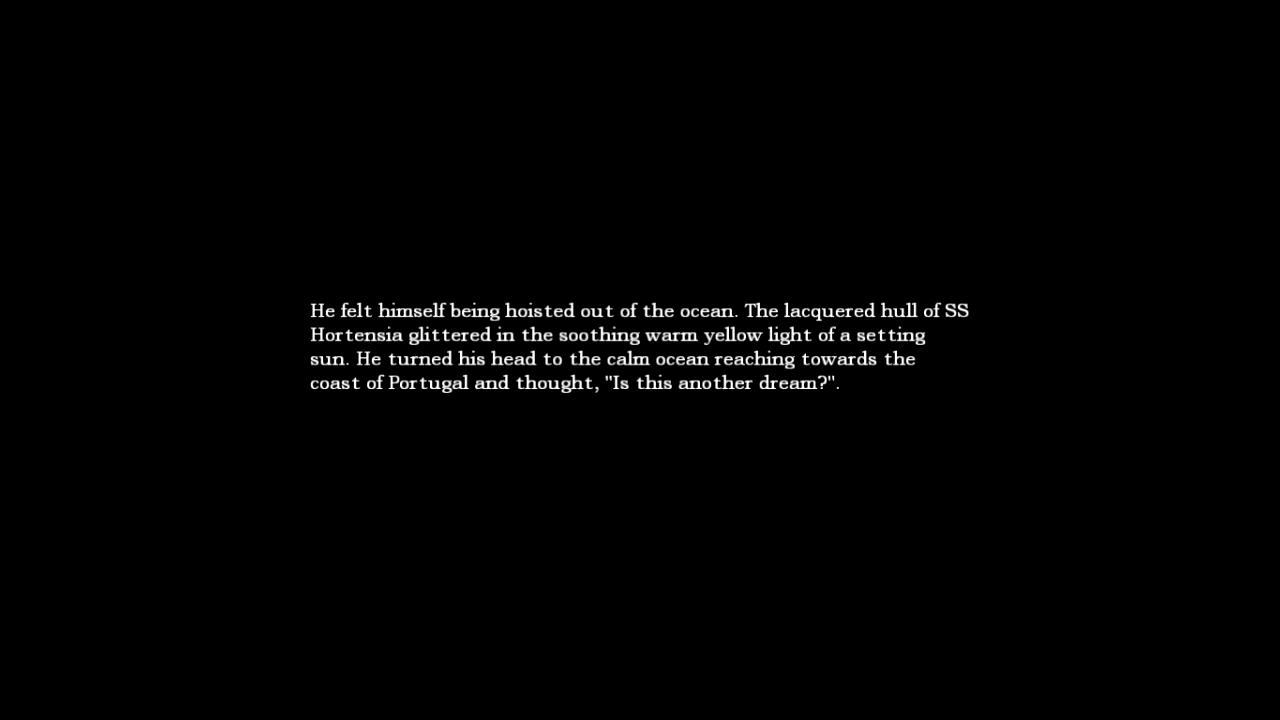 He felt himself being hoisted out of the ocean. The lacquered hull of SS
Hortensia glittered in the soothing warm yellow light of a setting
sun. He turned his head to the calm ocean reaching towards the
coast of Portugal and thought, "Is this another dream?".